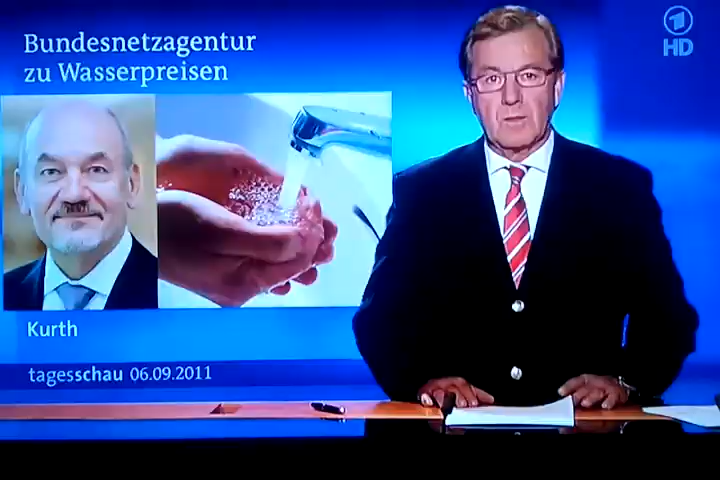 Bundesnetzagentur
zu Wasserpreisen
1
HD
Kurth
tagesschau 06.09.2011